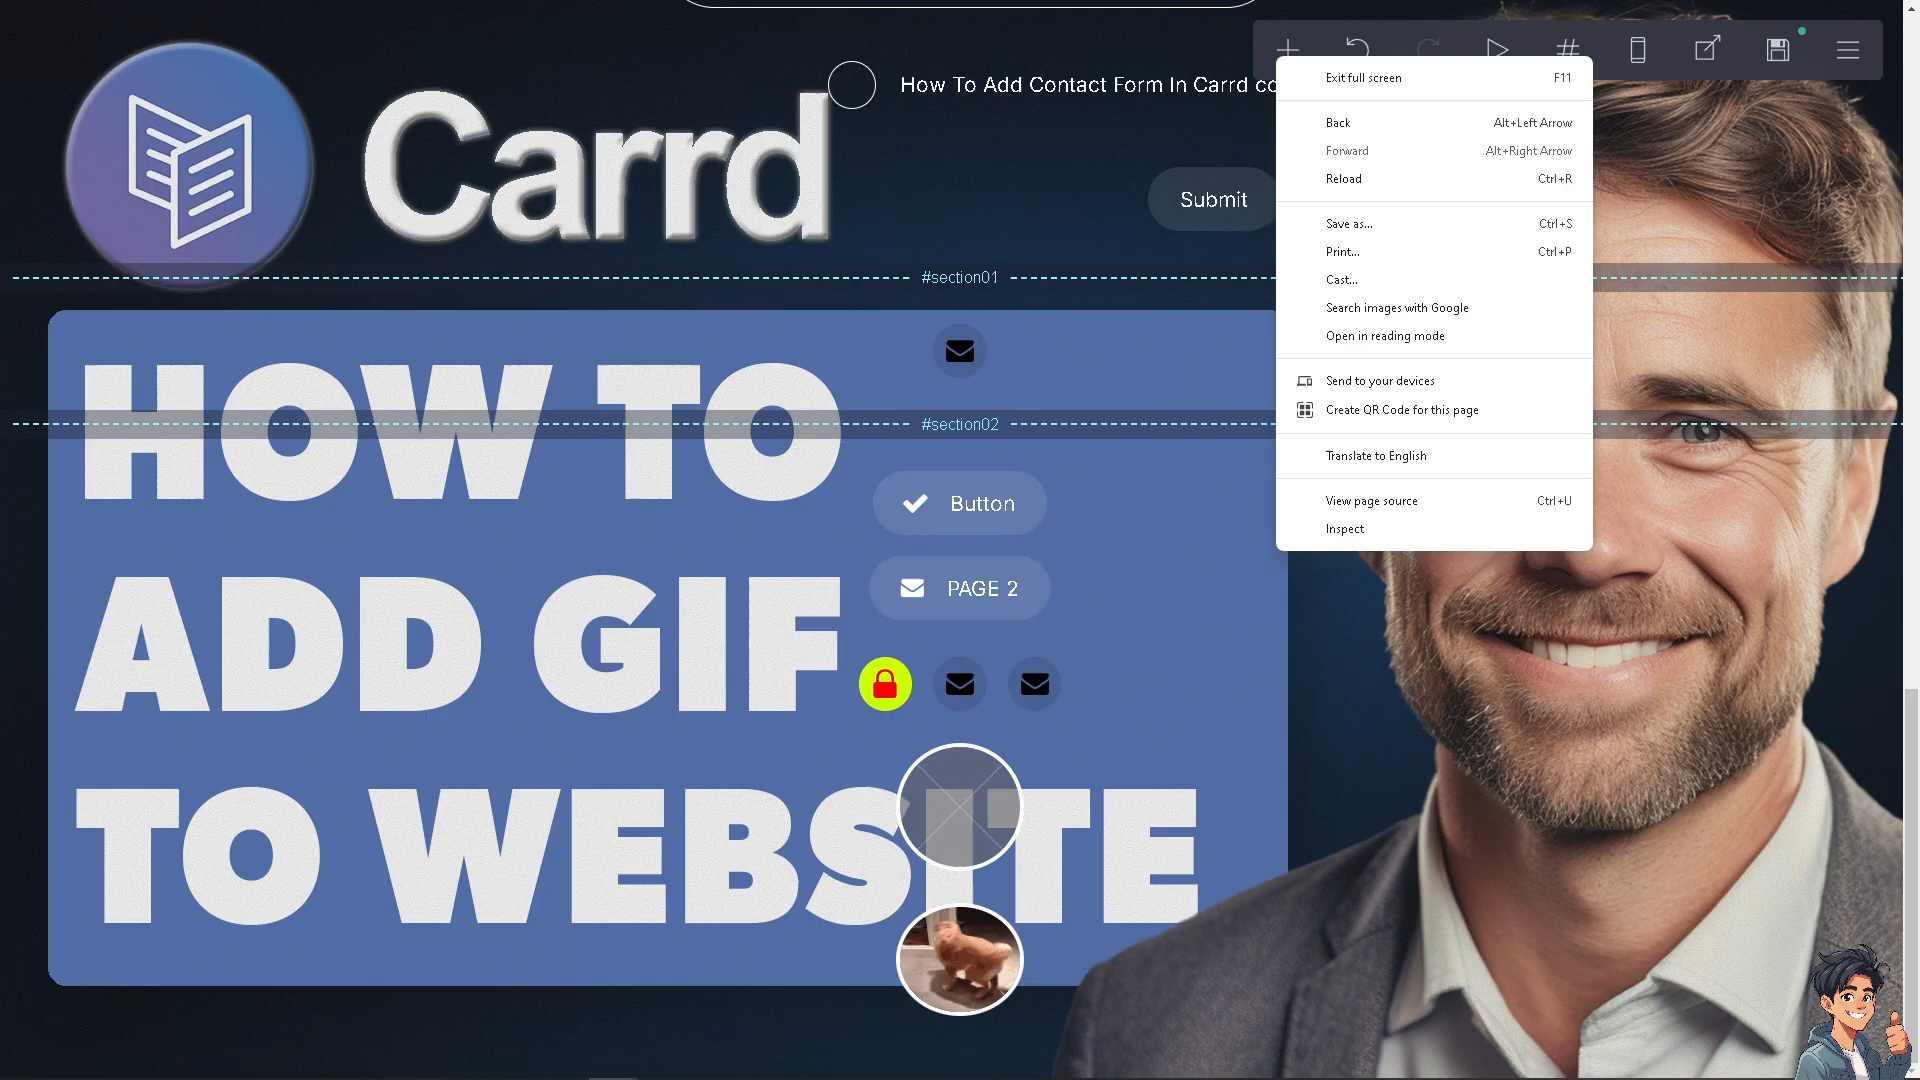 Carrd
How To Add Contact Form In Carrd co
Submit
#section01
#section02
HOW TO
ADD GIF
TO WEBSITE
Button
PAGE 2
Exit full screen F11
Back Alt+Left Arrow
Forward Alt+Right Arrow
Reload Ctrl+R
Save as... Ctrl+S
Print... Ctrl+P
Cast...
Search images with Google
Open in reading mode
Send to your devices
Create QR Code for this page
Translate to English
View page source Ctrl+U
Inspect